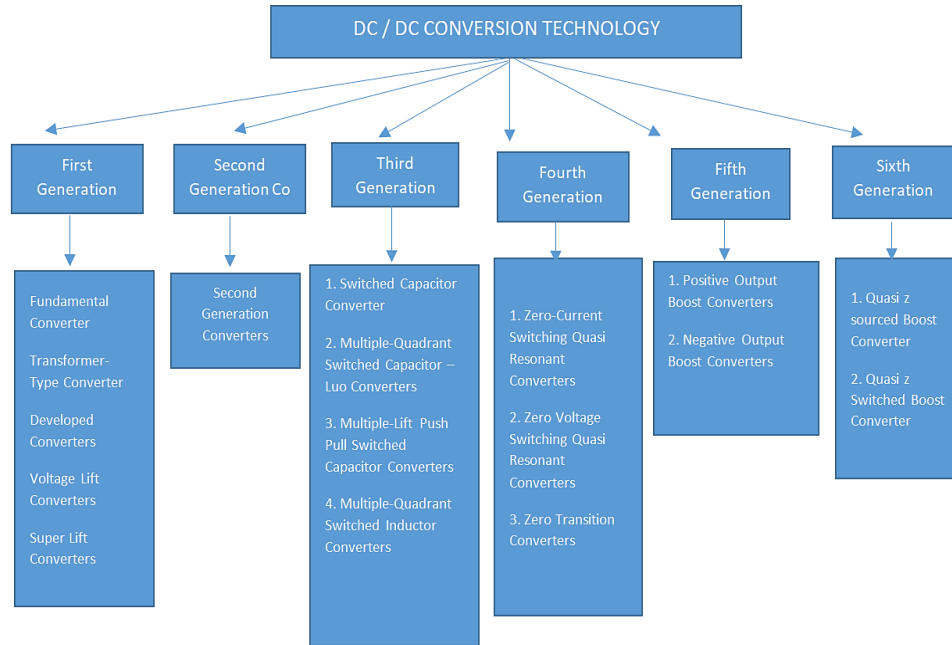 DC / DC CONVERSION TECHNOLOGY
First
Generation
Second
Generation Co
Third
Generation
Fourth
Generation
Fifth
Generation
Sixth
Generation
Fundamental
Converter
Transformer-
Type Converter
Developed
Converters
Voltage Lift
Converters
Super Lift
Converters
Second
Generation
Converters
1. Switched Capacitor
Converter
2. Multiple-Quadrant
Switched Capacitor –
Luo Converters
3. Multiple-Lift Push
Pull Switched
Capacitor Converters
4. Multiple-Quadrant
Switched Inductor
Converters
1. Zero-Current
Switching Quasi
Resonant
Converters
2. Zero Voltage
Switching Quasi
Resonant
Converters
3. Zero Transition
Converters
1. Positive Output
Boost Converters
2. Negative Output
Boost Converters
1. Quasi z
sourced Boost
Converter
2. Quasi z
Switched Boost
Converter